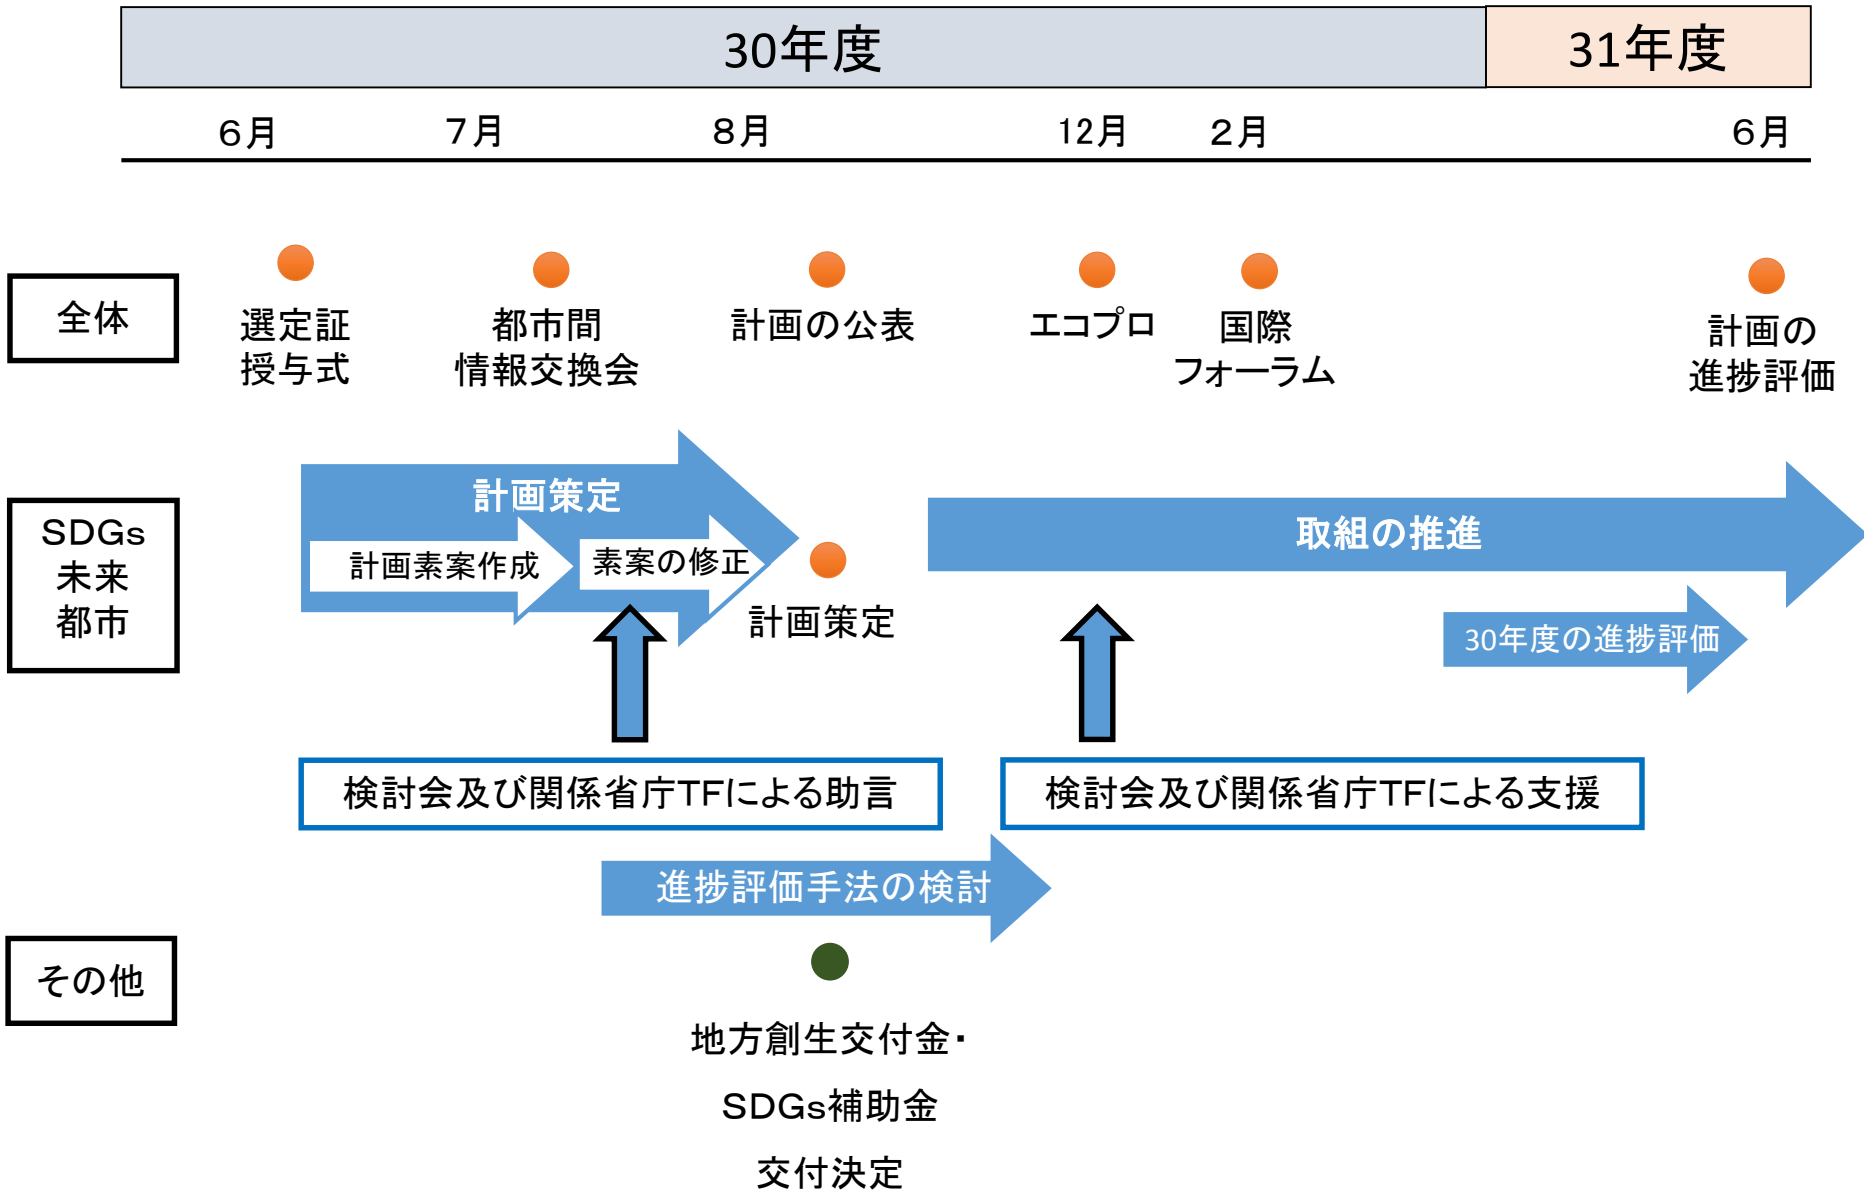 30年度
31年度
６月
７月
８月
12月
２月
６月
全体
選定証
授与式
都市間
情報交換会
計画の公表
エコプロ
国際
フォーラム
計画の
進捗評価
SDGs
未来
都市
計画策定
計画素案作成
素案の修正
計画策定
取組の推進
30年度の進捗評価
検討会及び関係省庁TFによる助言
検討会及び関係省庁TFによる支援
進捗評価手法の検討
その他
地方創生交付金・
SDGs補助金
交付決定